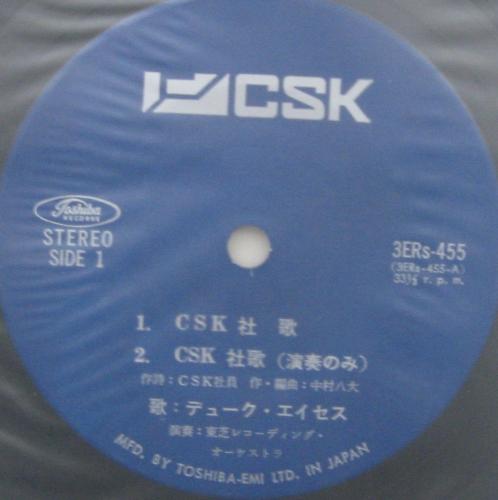 CSK
Toshiba
RECORDS
STEREO
SIDE 1
3ERs-455
(3ERs-455-A)
33⅓ r.p.m.
1. CSK 社 歌
2. CSK 社歌 (演奏のみ)
作詩:CSK社員 作・編曲:中村八大
歌:デューク・エイセス
演奏:東芝レコーディング・
オーケストラ
MFD. BY TOSHIBA-EMI LTD. IN JAPAN